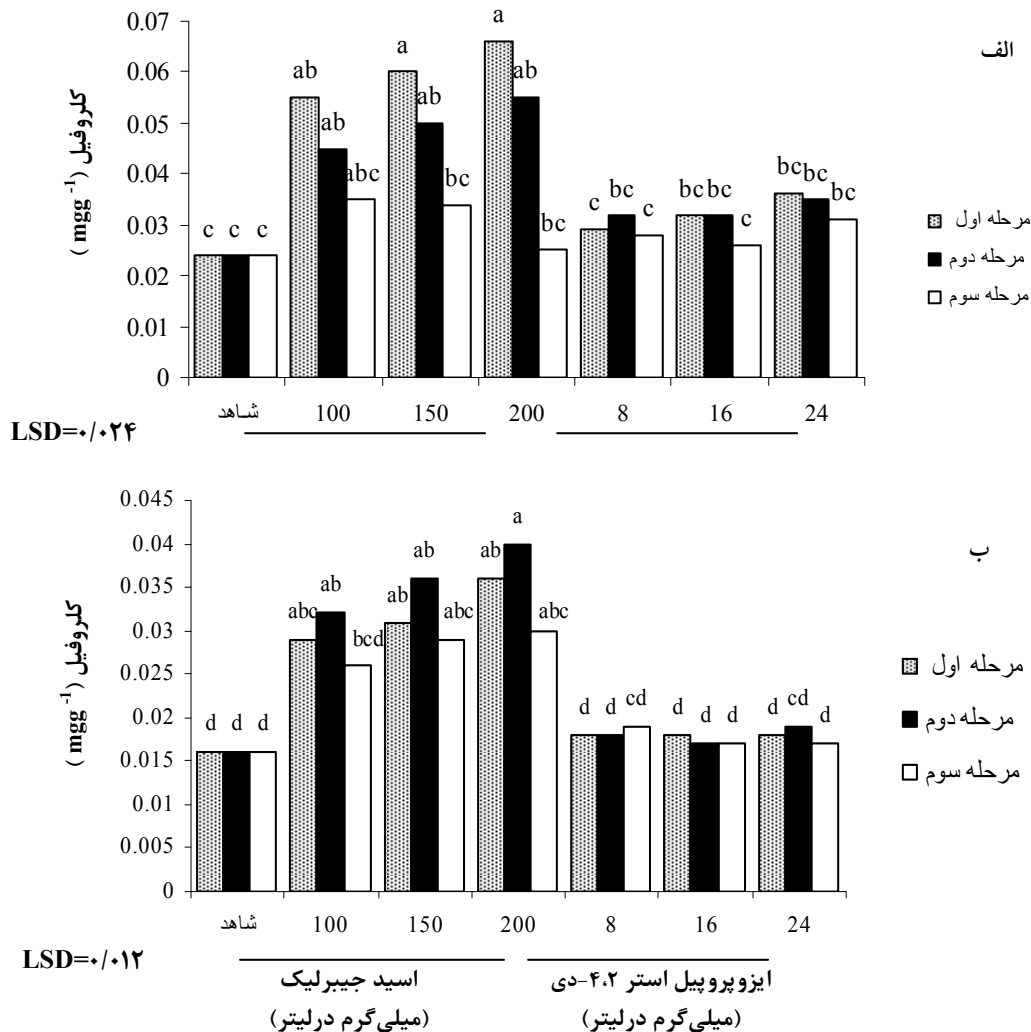 الف
کلروفیل (mgg -1)
0.07
0.06
0.05
0.04
0.03
0.02
0.01
0
c c c
ab ab abc
a ab bc
a ab bc
c bc c
bc bc c
bc bc bc
شاهد 100 150 200 8 16 24
مرحله اول
مرحله دوم
مرحله سوم
LSD=۰/۰۲۴
ب
کلروفیل (mgg -1)
0.045
0.04
0.035
0.03
0.025
0.02
0.015
0.01
0.005
0
d d d
abc ab bcd
ab ab abc
ab a abc
d d cd
d d d
d cd d
شاهد 100 150 200 8 16 24
مرحله اول
مرحله دوم
مرحله سوم
LSD=۰/۰۱۲
اسید جیبرلیک
(میلی‌گرم درلیتر)
ایزوپروپیل استر ۴،۲-دی
(میلی‌گرم درلیتر)